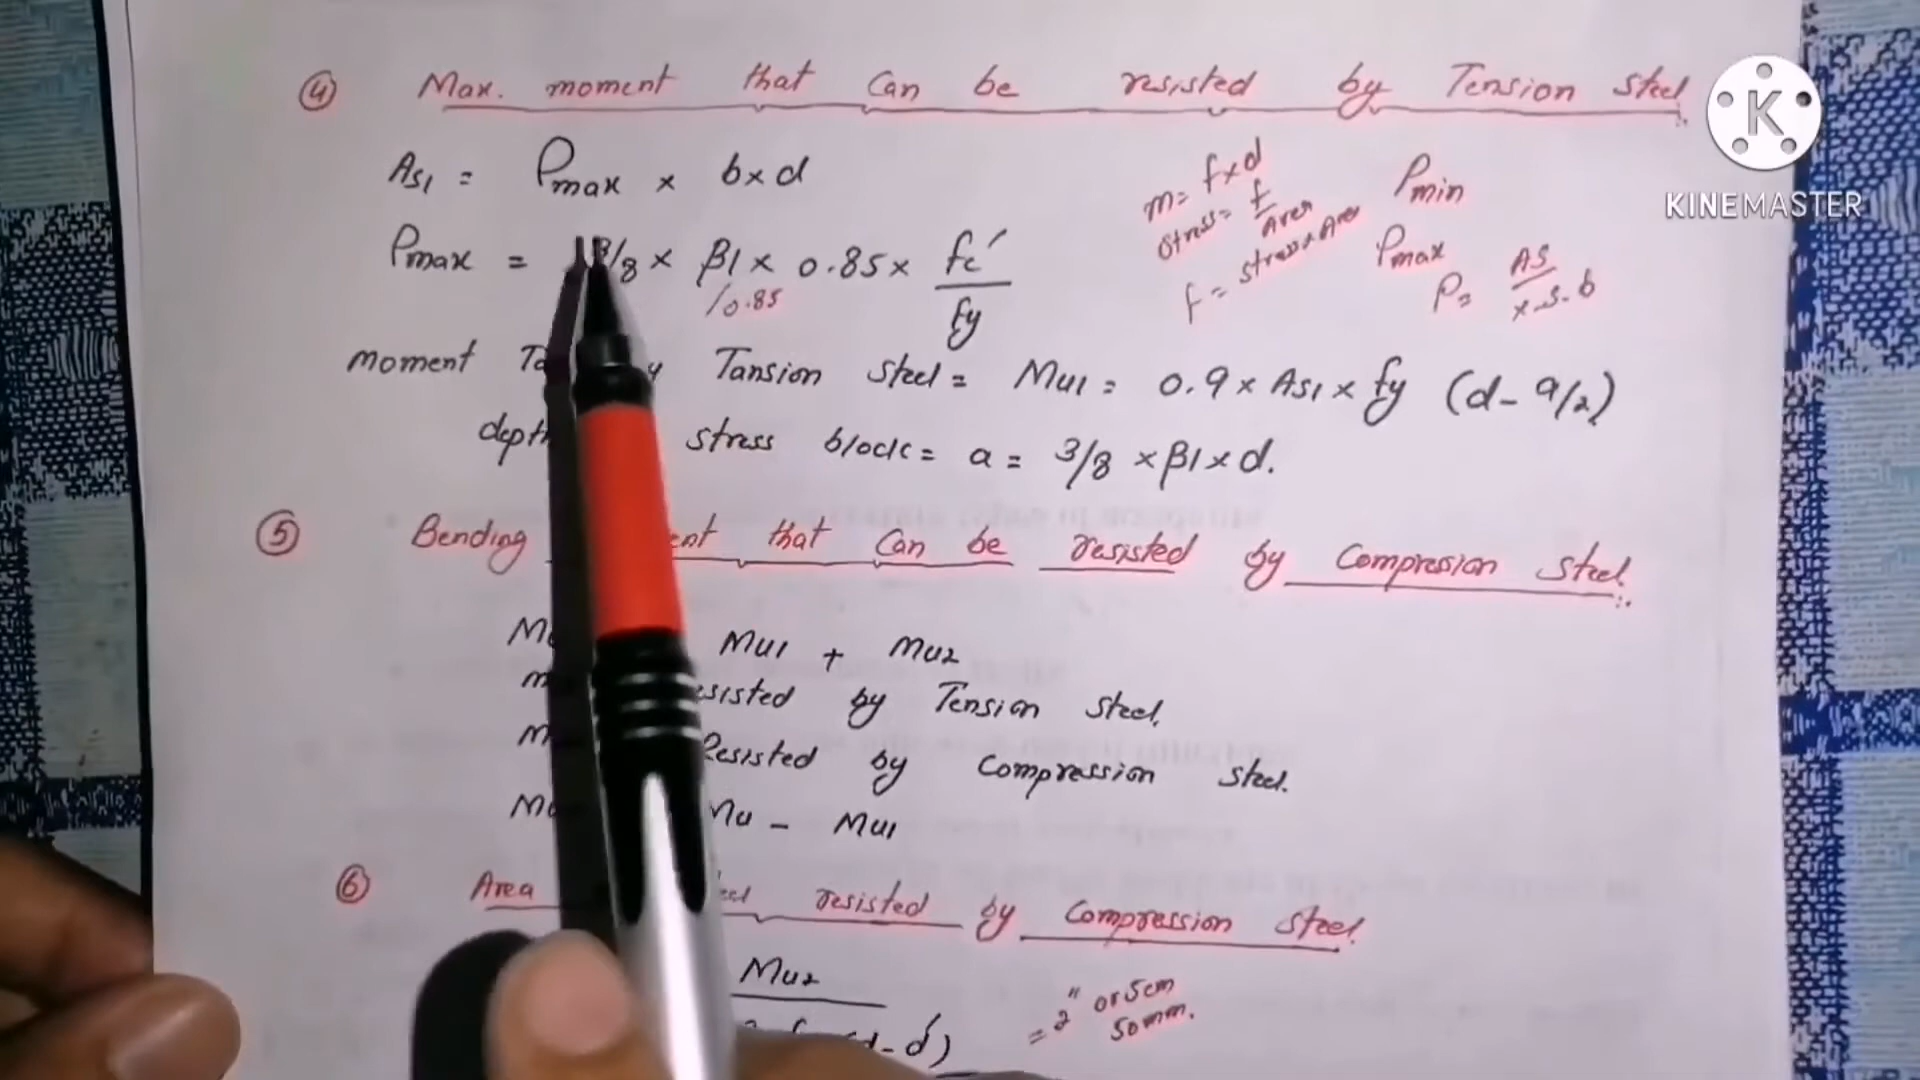 ④ Max. moment that Can be resisted by Tension Steel
As1 = ρmax × b×d
ρmax = 3/8 × β1 × 0.85 × fc'/fy
/0.85
m= f×d
stress= f/Area
f = stress×Area
ρmin
ρmax
ρ= AS/x-s.b
moment Tansion Steel = Mu1 = 0.9 × As1 × fy (d - a/2)
stress block = a = 3/8 × β1 × d.
⑤ Bending that Can be resisted by Compression Steel
Mu1 + Mu2
by Tension Steel.
Resisted by Compression Steel.
Mu - Mu1
⑥ Area resisted by Compression Steel
Mu2
= 2" or 5cm
50mm.
KINEMASTER